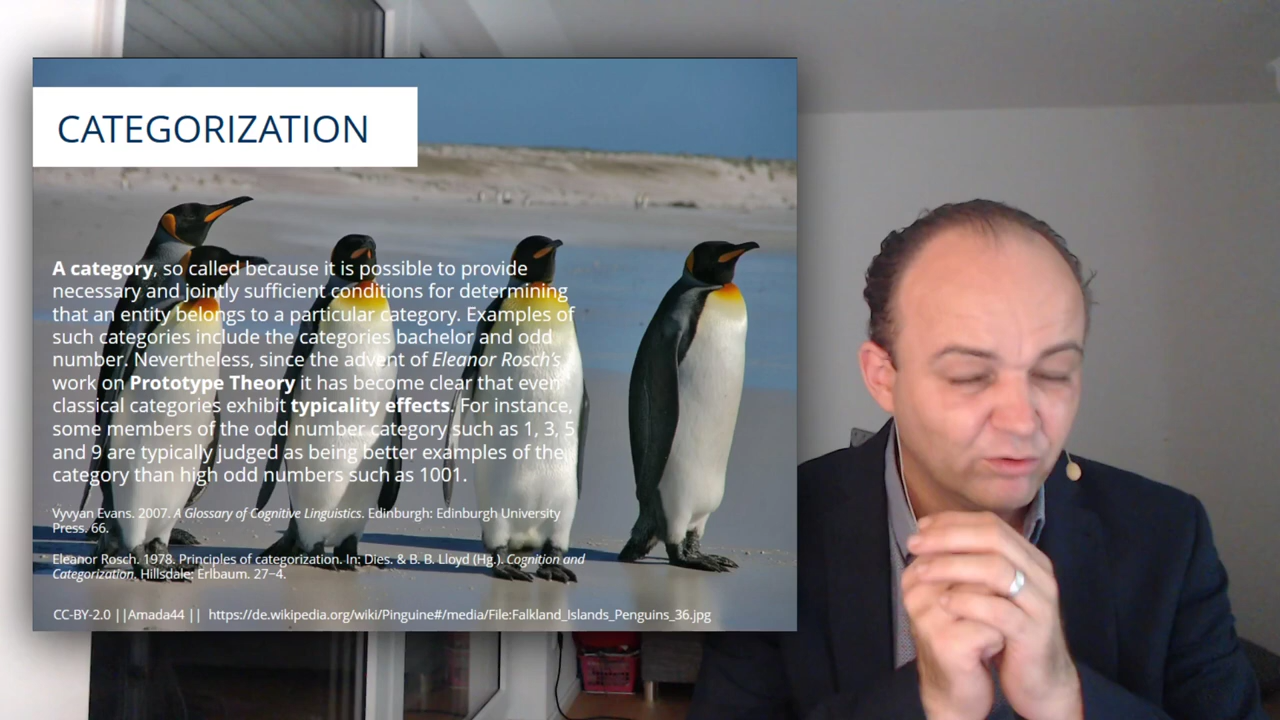 CATEGORIZATION
A category, so called because it is possible to provide
necessary and jointly sufficient conditions for determining
that an entity belongs to a particular category. Examples of
such categories include the categories bachelor and odd
number. Nevertheless, since the advent of Eleanor Rosch's
work on Prototype Theory it has become clear that even
classical categories exhibit typicality effects. For instance,
some members of the odd number category such as 1, 3, 5
and 9 are typically judged as being better examples of the
category than high odd numbers such as 1001.
Vyvyan Evans. 2007. A Glossary of Cognitive Linguistics. Edinburgh: Edinburgh University
Press. 66.
Eleanor Rosch. 1978. Principles of categorization. In: Dies. & B. B. Lloyd (Hg.). Cognition and
Categorization, Hillsdale: Erlbaum. 27–4.
CC-BY-2.0 ||Amada44 || https://de.wikipedia.org/wiki/Pinguine#/media/File:Falkland_Islands_Penguins_36.jpg